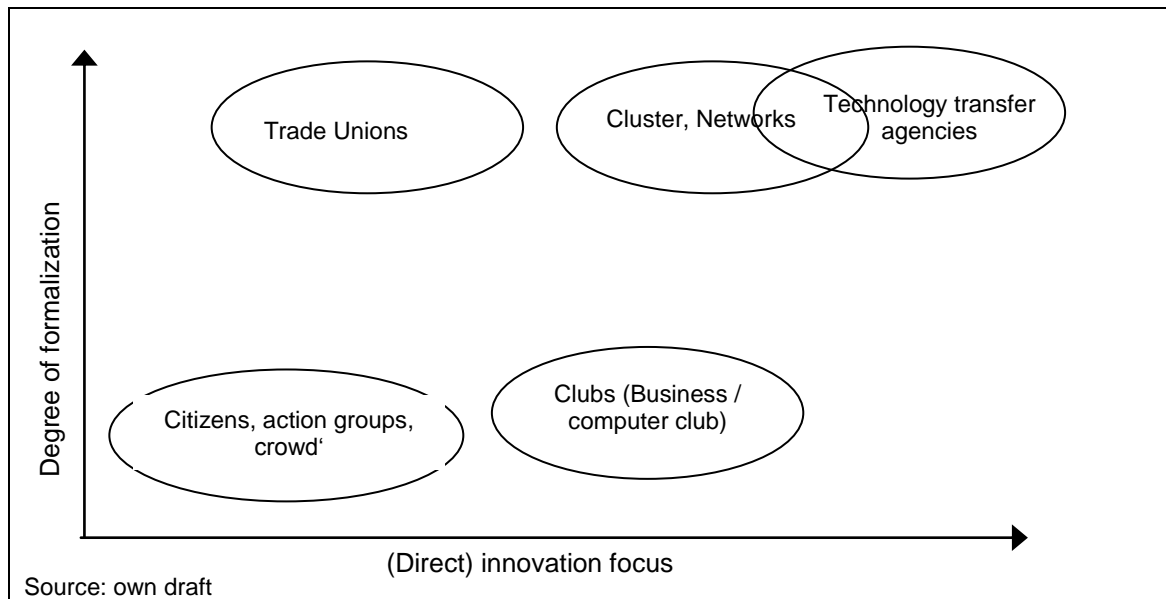 Trade Unions
Cluster, Networks
Technology transfer
agencies
Degree of formalization
Clubs (Business /
computer club)
Citizens, action groups,
crowd‘
(Direct) innovation focus
Source: own draft